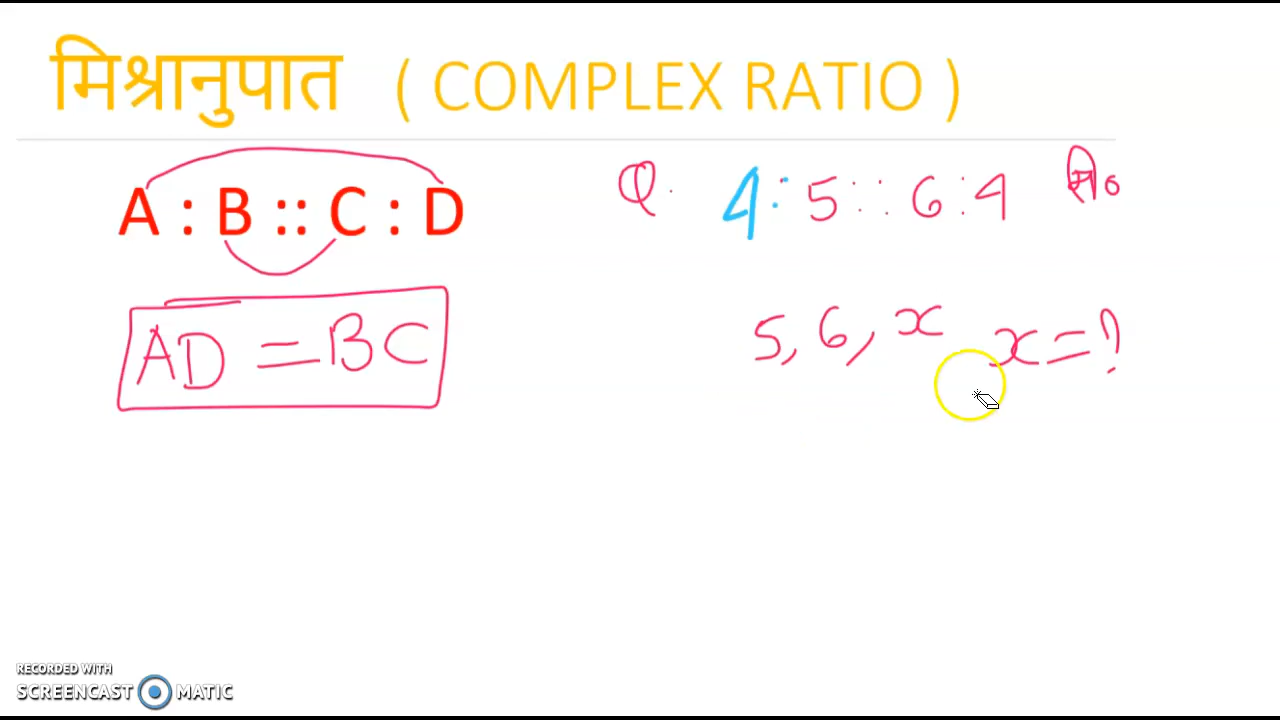 मिश्रानुपात ( COMPLEX RATIO )
A : B :: C : D
Q. 4 : 5 :: 6 : 4
AD = BC
5, 6, x x = ?
RECORDED WITH
SCREENCAST MATIC